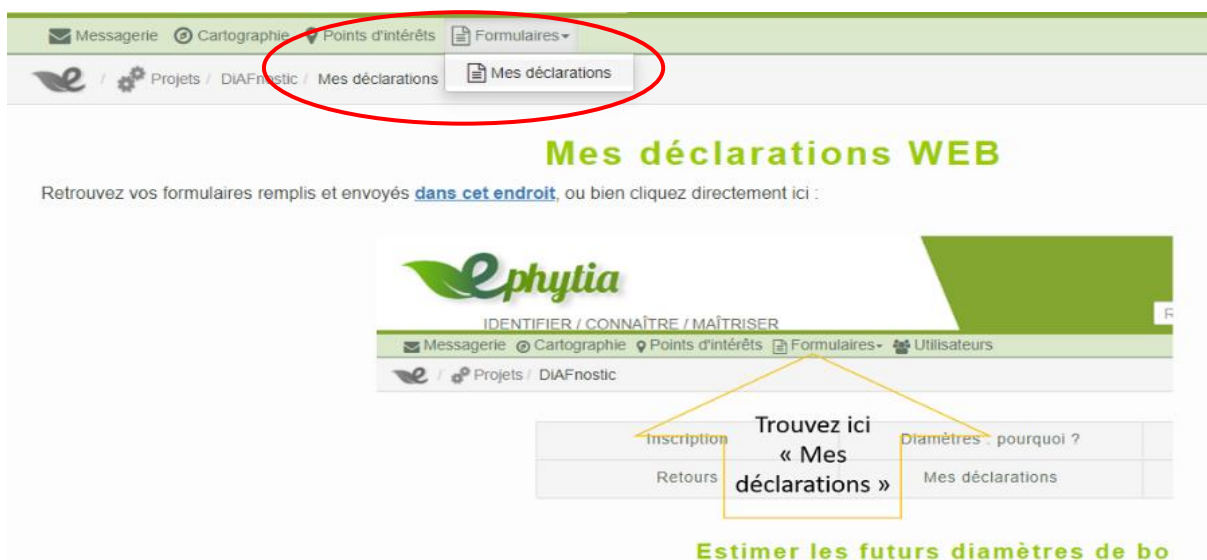 Messagerie Cartographie Points d'intérêts Formulaires
/ Projets / DiAFnostic / Mes déclarations
Mes déclarations
Mes déclarations WEB
Retrouvez vos formulaires remplis et envoyés dans cet endroit, ou bien cliquez directement ici :
ephytia
IDENTIFIER / CONNAÎTRE / MAÎTRISER
R
Messagerie Cartographie Points d'intérêts Formulaires Utilisateurs
/ Projets / DiAFnostic
Inscription
Diamètres : pourquoi ?
Retours
Mes déclarations
Trouvez ici
« Mes
déclarations »
Estimer les futurs diamètres de bo